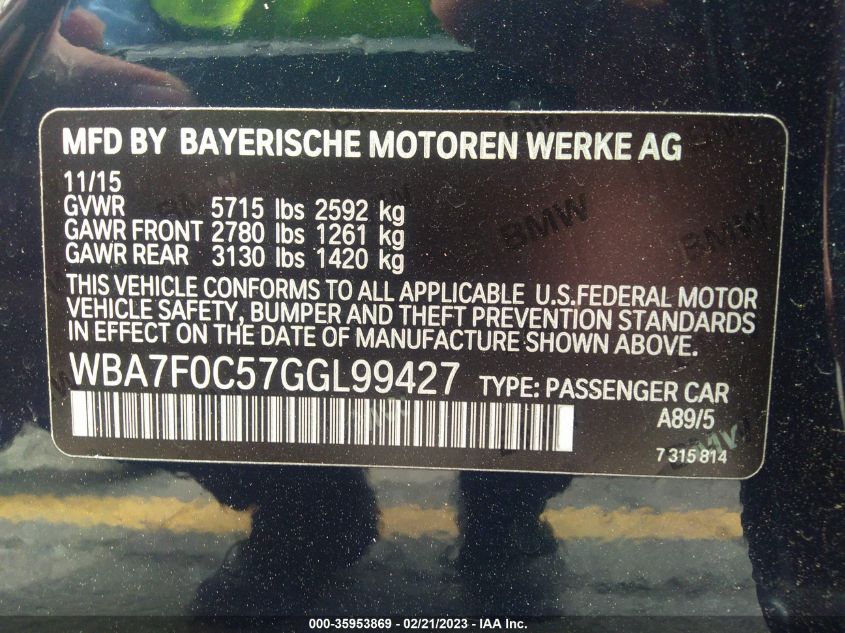 MFD BY BAYERISCHE MOTOREN WERKE AG
11/15
GVWR 5715 lbs 2592 kg
GAWR FRONT 2780 lbs 1261 kg
GAWR REAR 3130 lbs 1420 kg
THIS VEHICLE CONFORMS TO ALL APPLICABLE U.S.FEDERAL MOTOR
VEHICLE SAFETY, BUMPER AND THEFT PREVENTION STANDARDS
IN EFFECT ON THE DATE OF MANUFACTURE SHOWN ABOVE.
WBA7F0C57GGL99427 TYPE: PASSENGER CAR
A89/5
7 315 814
BMW
BMW
BMW
000-35953869 / 02/21/2023 - IAA Inc.